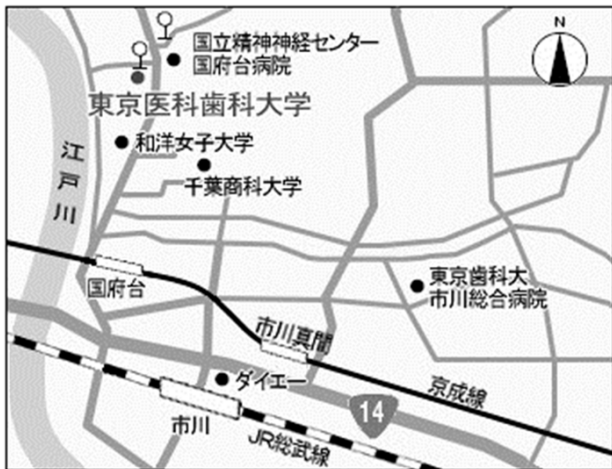 N
国立精神神経センター
国府台病院
東京医科歯科大学
和洋女子大学
千葉商科大学
江戸川
国府台
東京歯科大
市川総合病院
市川真間
京成線
ダイエー
14
市川
JR総武線